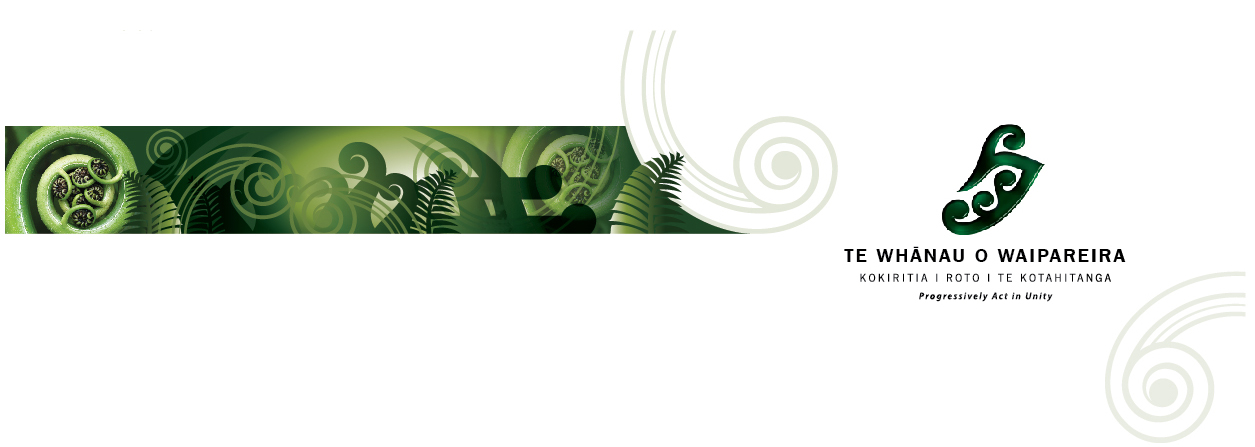 TE WHĀNAU O WAIPAREIRA
KOKIRITIA I ROTO I TE KOTAHITANGA
Progressively Act in Unity